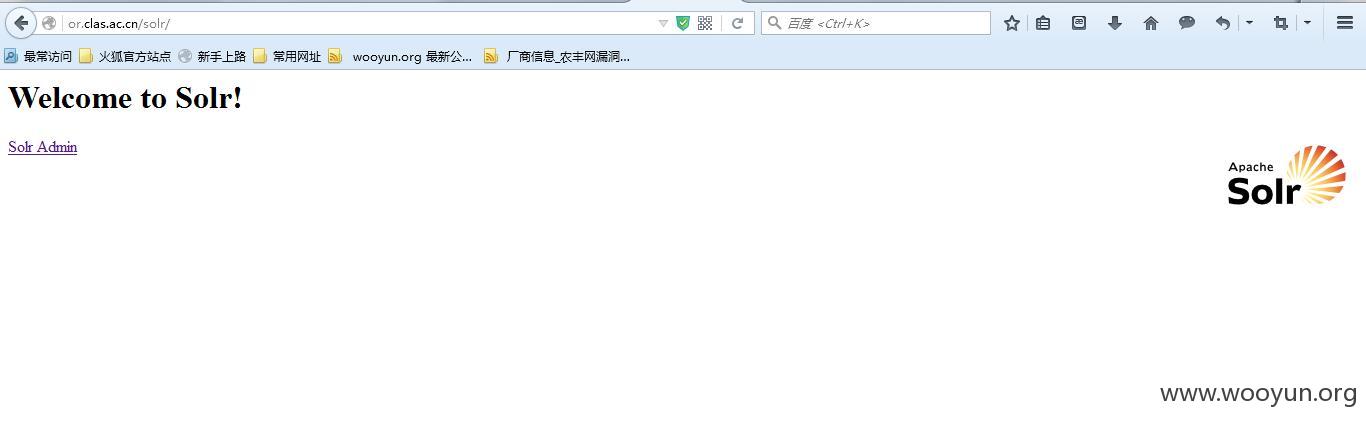 or.clas.ac.cn/solr/
百度 <Ctrl+K>
最常访问 火狐官方站点 新手上路 常用网址 wooyun.org 最新公... 厂商信息_农丰网漏洞...
Welcome to Solr!
Solr Admin
Apache
Solr
www.wooyun.org